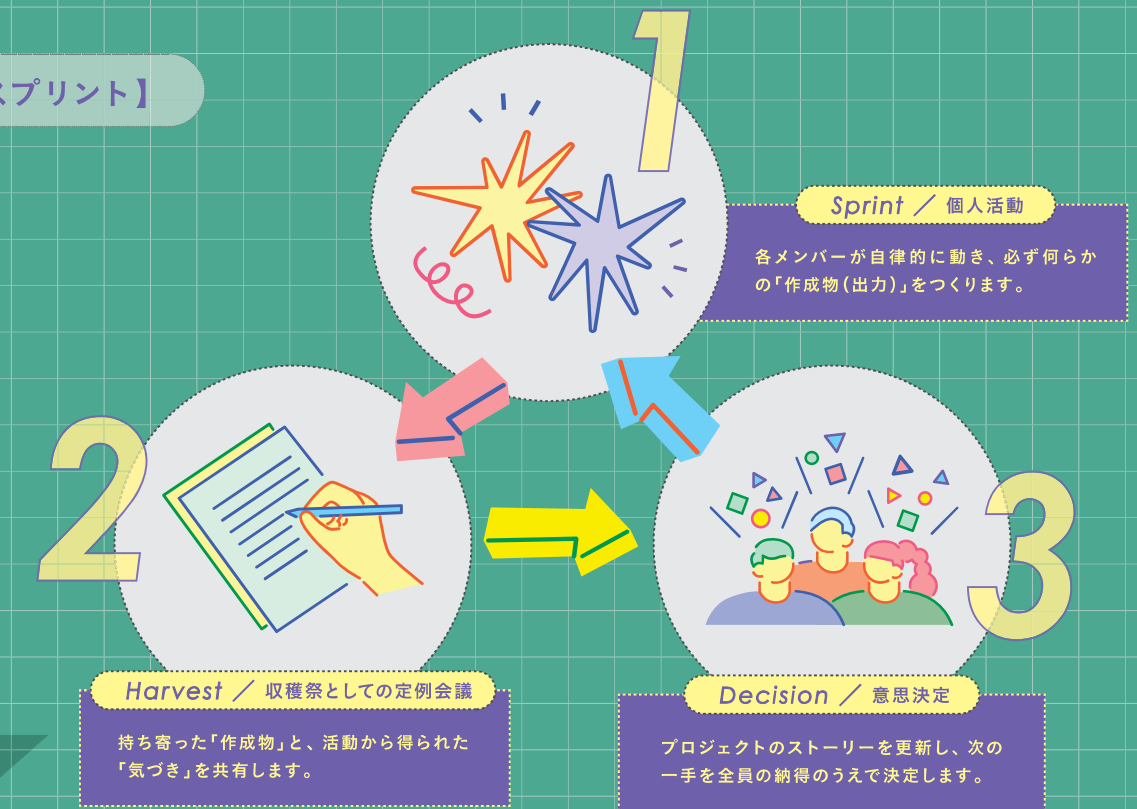 スプリント】
1
Sprint ／ 個人活動
各メンバーが自律的に動き、必ず何らか
の「作成物(出力)」をつくります。
2
3
Harvest ／ 収穫祭としての定例会議
持ち寄った「作成物」と、活動から得られた
「気づき」を共有します。
Decision ／ 意思決定
プロジェクトのストーリーを更新し、次の
一手を全員の納得のうえで決定します。